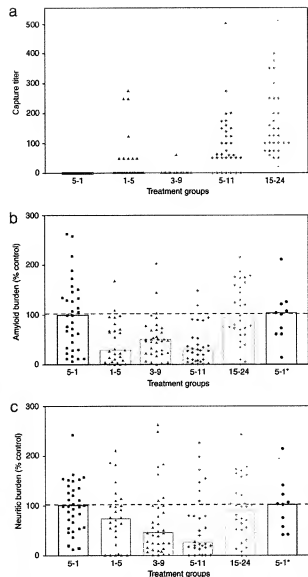 a
Capture titer
500
400
300
200
100
0
5-1 1-5 3-9 5-11 15-24
Treatment groups
b
Amyloid burden (% control)
300
200
100
0
5-1 1-5 3-9 5-11 15-24 5-1*
Treatment groups
c
Neuritic burden (% control)
300
200
100
0
5-1 1-5 3-9 5-11 15-24 5-1*
Treatment groups